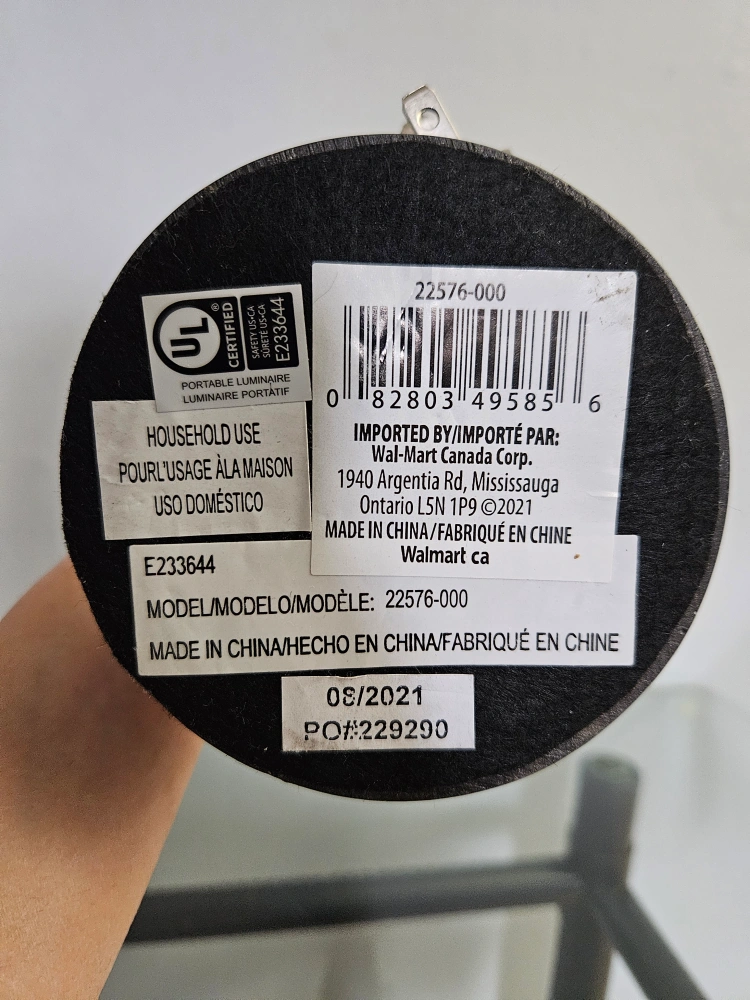 22576-000
0 82803 49585 6
IMPORTED BY/IMPORTÉ PAR:
Wal-Mart Canada Corp.
1940 Argentia Rd, Mississauga
Ontario L5N 1P9 ©2021
MADE IN CHINA/FABRIQUÉ EN CHINE
Walmart ca
UL ®
CERTIFIED
SAFETY US-CA
SÛRETÉ US-CA
E233644
PORTABLE LUMINAIRE
LUMINAIRE PORTATIF
HOUSEHOLD USE
POURL'USAGE ÀLA MAISON
USO DOMÉSTICO
E233644
MODEL/MODELO/MODÈLE: 22576-000
MADE IN CHINA/HECHO EN CHINA/FABRIQUÉ EN CHINE
08/2021
PO#:229290